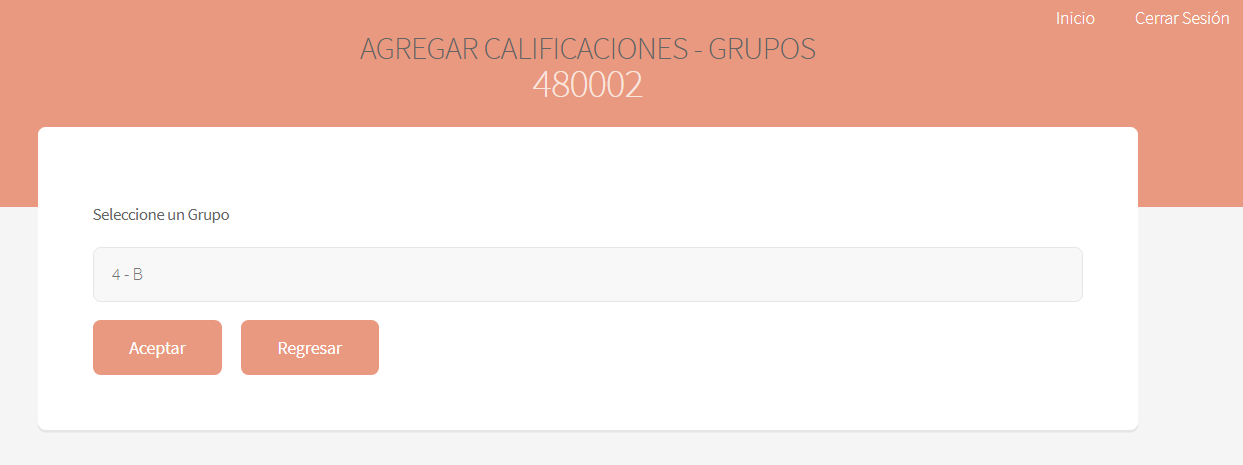 Inicio Cerrar Sesión
AGREGAR CALIFICACIONES - GRUPOS
480002
Seleccione un Grupo
4 - B
Aceptar Regresar